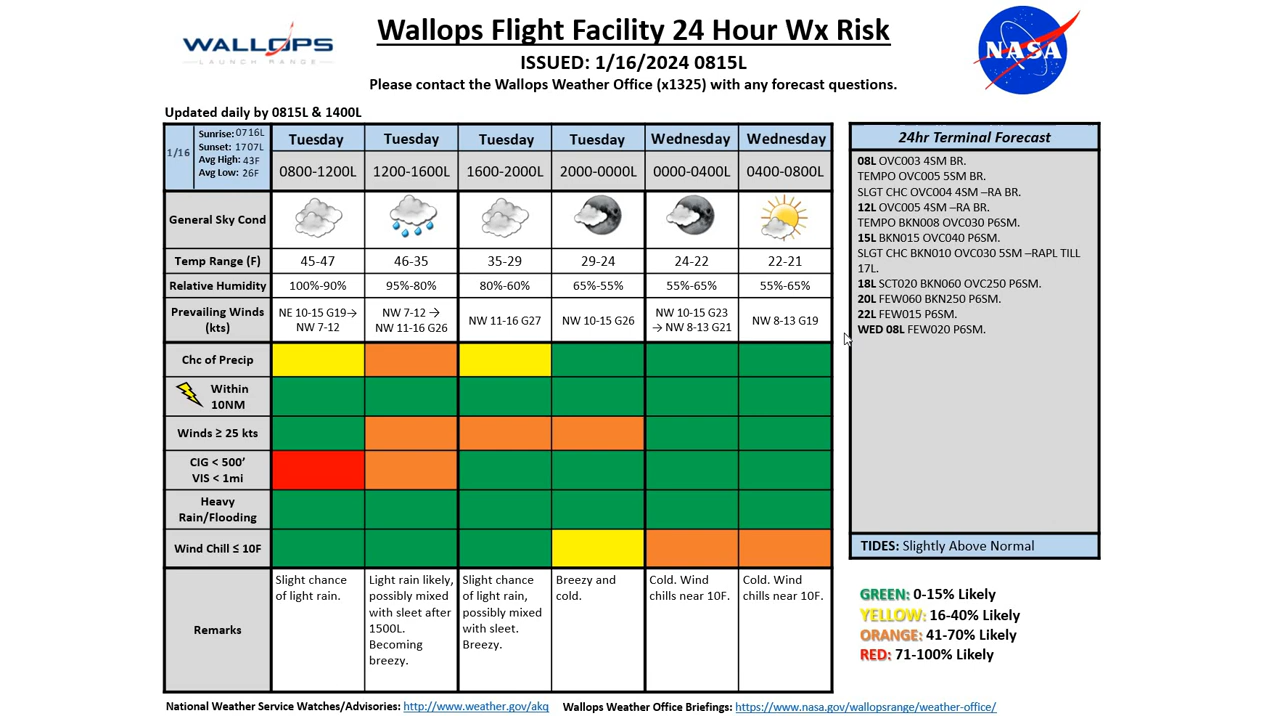 WALLOPS
LAUNCH RANGE
Wallops Flight Facility 24 Hour Wx Risk
ISSUED: 1/16/2024 0815L
Please contact the Wallops Weather Office (x1325) with any forecast questions.
NASA
Updated daily by 0815L & 1400L
1/16
Sunrise: 0716L
Sunset: 1707L
Avg High: 43F
Avg Low: 26F
Tuesday Tuesday Tuesday Tuesday Wednesday Wednesday
0800-1200L 1200-1600L 1600-2000L 2000-0000L 0000-0400L 0400-0800L
General Sky Cond
Temp Range (F) 45-47 46-35 35-29 29-24 24-22 22-21
Relative Humidity 100%-90% 95%-80% 80%-60% 65%-55% 55%-65% 55%-65%
Prevailing Winds
(kts)
NE 10-15 G19→
NW 7-12
NW 7-12 →
NW 11-16 G26
NW 11-16 G27
NW 10-15 G26
NW 10-15 G23
→ NW 8-13 G21
NW 8-13 G19
Chc of Precip
Within
10NM
Winds ≥ 25 kts
CIG < 500’
VIS < 1mi
Heavy
Rain/Flooding
Wind Chill ≤ 10F
Remarks
Slight chance
of light rain.
Light rain likely,
possibly mixed
with sleet after
1500L.
Becoming
breezy.
Slight chance
of light rain,
possibly mixed
with sleet.
Breezy.
Breezy and
cold.
Cold. Wind
chills near 10F.
Cold. Wind
chills near 10F.
24hr Terminal Forecast
08L OVC003 4SM BR.
TEMPO OVC005 5SM BR.
SLGT CHC OVC004 4SM –RA BR.
12L OVC005 4SM –RA BR.
TEMPO BKN008 OVC030 P6SM.
15L BKN015 OVC040 P6SM.
SLGT CHC BKN010 OVC030 5SM –RAPL TILL
17L.
18L SCT020 BKN060 OVC250 P6SM.
20L FEW060 BKN250 P6SM.
22L FEW015 P6SM.
WED 08L FEW020 P6SM.
TIDES: Slightly Above Normal
GREEN: 0-15% Likely
YELLOW: 16-40% Likely
ORANGE: 41-70% Likely
RED: 71-100% Likely
National Weather Service Watches/Advisories: http://www.weather.gov/akq Wallops Weather Office Briefings: https://www.nasa.gov/wallopsrange/weather-office/